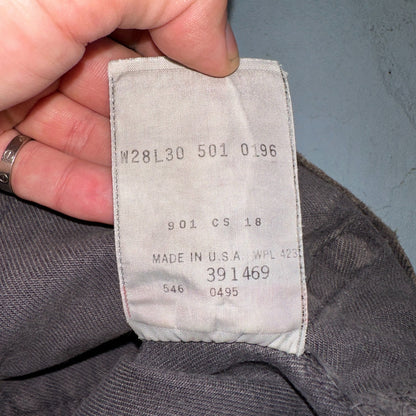 W28L30 501 0196
901 CS 18
MADE IN U.S.A. WPL 423
391469
546 0495